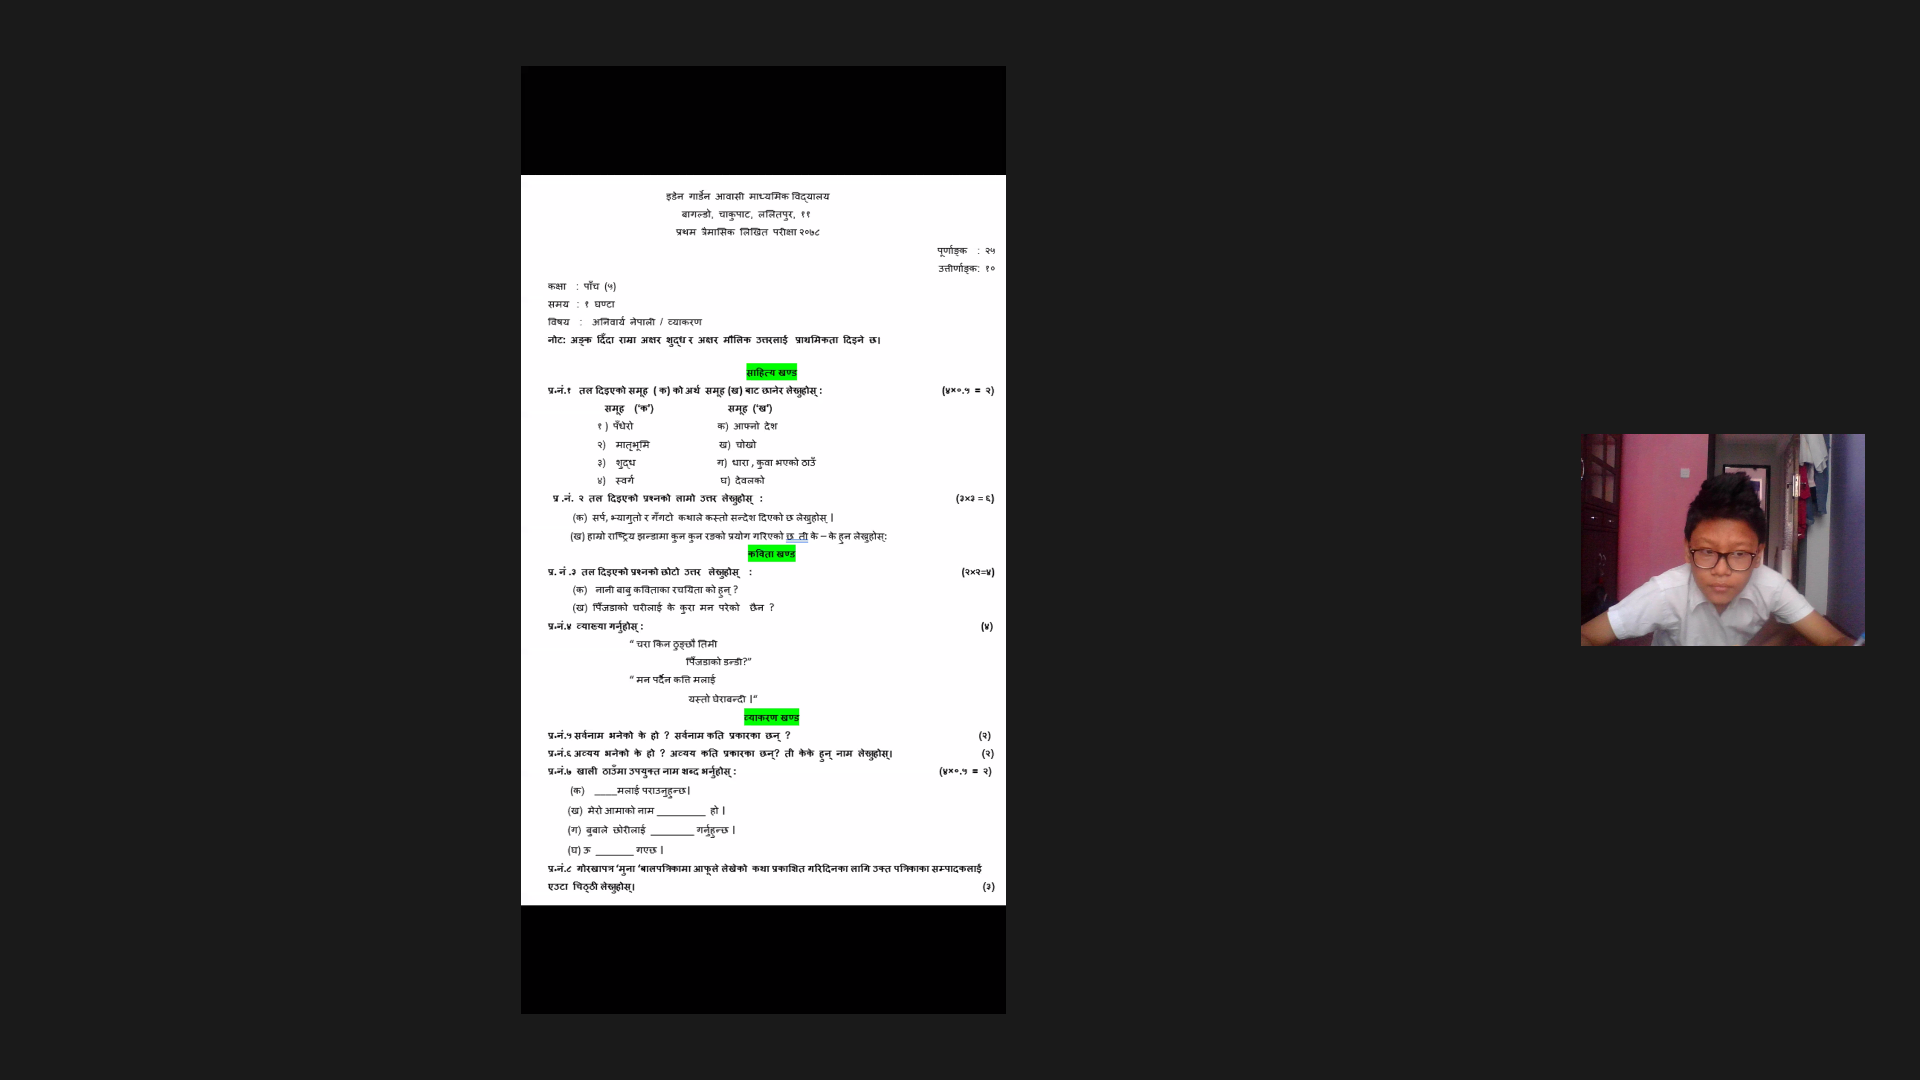 इडेन गार्डेन आवासी माध्यमिक विद्यालय
बागल्डो, चाकुपाट, ललितपुर, ११
प्रथम त्रैमासिक लिखित परीक्षा २०७८
पूर्णाङ्क : २५
उत्तीर्णाङ्क: १०
कक्षा : पाँच (५)
समय : १ घण्टा
विषय : अनिवार्य नेपाली / व्याकरण
नोट: अङ्क दिँदा राम्रा अक्षर शुद्ध र अक्षर मौलिक उत्तरलाई प्राथमिकता दिइने छ।
साहित्य खण्ड
प्र.नं.१ तल दिइएको समूह ( क) को अर्थ समूह (ख) बाट छानेर लेख्नुहोस् : (४×०.५ = २)
समूह ('क') समूह ('ख')
१ ) पँधेरो क) आफ्नो देश
२) मातृभूमि ख) चोखो
३) शुद्ध ग) धारा , कुवा भएको ठाउँ
४) स्वर्ग घ) देवलको
प्र .नं. २ तल दिइएको प्रश्नको लामो उत्तर लेख्नुहोस् : (३×३ = ६)
(क) सर्प, भ्यागुतो र गँगटो कथाले कस्तो सन्देश दिएको छ लेखुहोस् |
(ख) हाम्रो राष्ट्रिय झन्डामा कुन कुन रङको प्रयोग गरिएको छ ती के – के हुन लेखुहोस्:
कविता खण्ड
प्र. नं .३ तल दिइएको प्रश्नको छोटो उत्तर लेख्नुहोस् : (२×२=४)
(क) नानी बाबु कविताका रचयिता को हुन् ?
(ख) पिँजडाको चरीलाई के कुरा मन परेको छैन ?
प्र.नं.४ व्याख्या गर्नुहोस् : (४)
“ चरा किन ठुङ्छौ तिमी
पिँजडाको डन्डी?”
“ मन पर्दैन कत्ति मलाई
यस्तो घेराबन्दी |“
व्याकरण खण्ड
प्र.नं.५ सर्वनाम भनेको के हो ? सर्वनाम कति प्रकारका छन् ? (२)
प्र.नं.६ अव्यय भनेको के हो ? अव्यय कति प्रकारका छन्? ती केके हुन् नाम लेख्नुहोस्। (२)
प्र.नं.७ खाली ठाउँमा उपयुक्त नाम शब्द भर्नुहोस् : (४×०.५ = २)
(क) ____मलाई पराउनुहुन्छ।
(ख) मेरो आमाको नाम _________ हो |
(ग) बुबाले छोरीलाई ________ गर्नुहुन्छ |
(घ) ऊ _______ गएछ |
प्र.नं.८ गोरखापत्र ‘मुना ’बालपत्रिकामा आफूले लेखेको कथा प्रकाशित गरिदिनका लागि उक्त पत्रिकाका सम्पादकलाई
एउटा चिठ्ठी लेख्नुहोस्। (३)